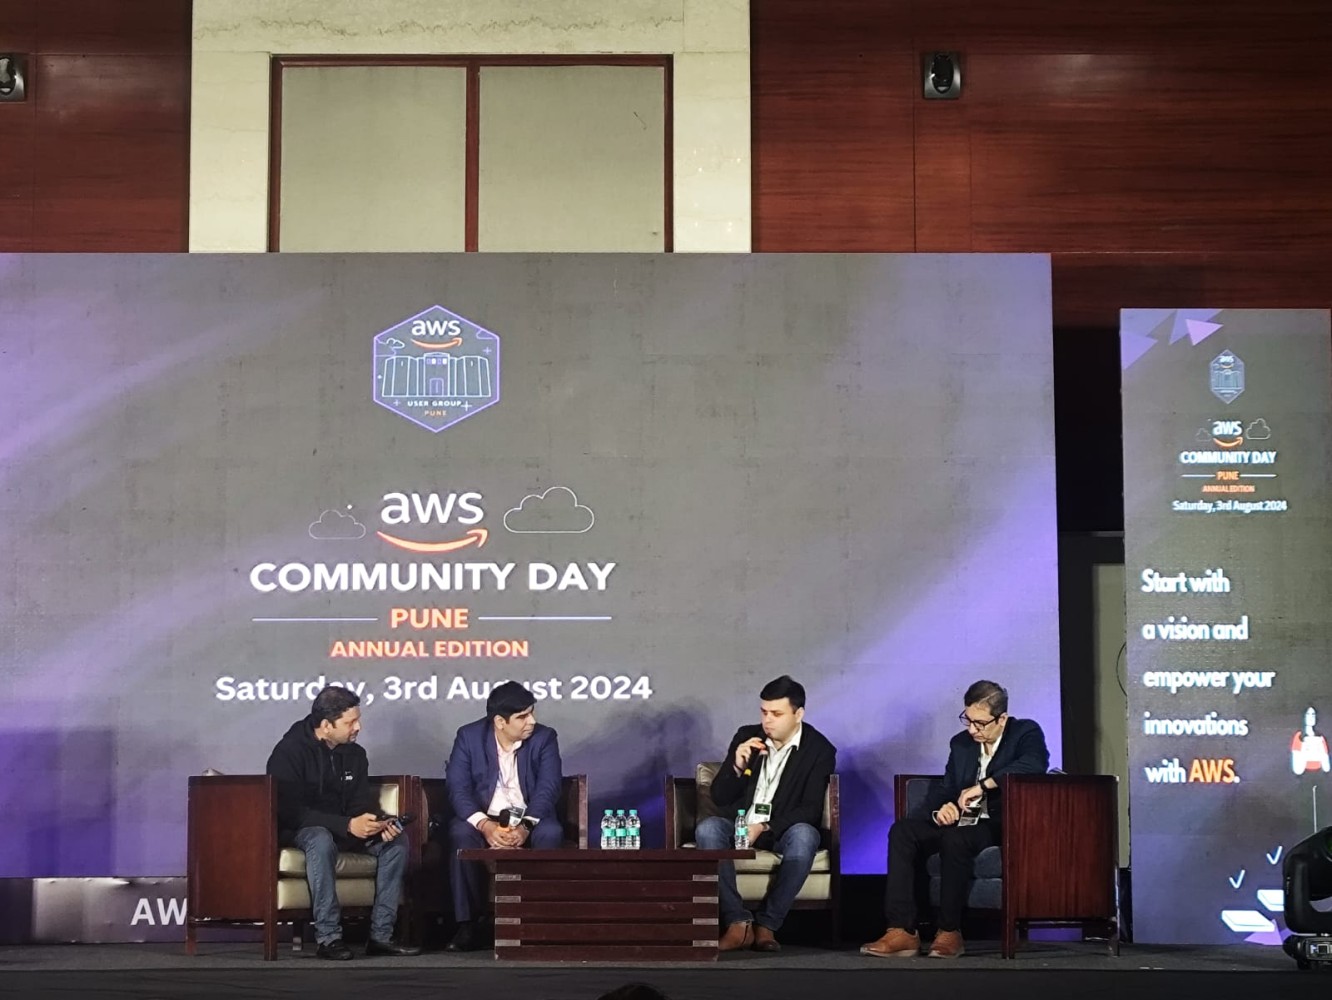 aws
USER GROUP
PUNE
aws
COMMUNITY DAY
PUNE
ANNUAL EDITION
Saturday, 3rd August 2024
AW
aws
aws
COMMUNITY DAY
PUNE
ANNUAL EDITION
Saturday, 3rd August 2024
Start with
a vision and
empower your
innovations
with AWS.